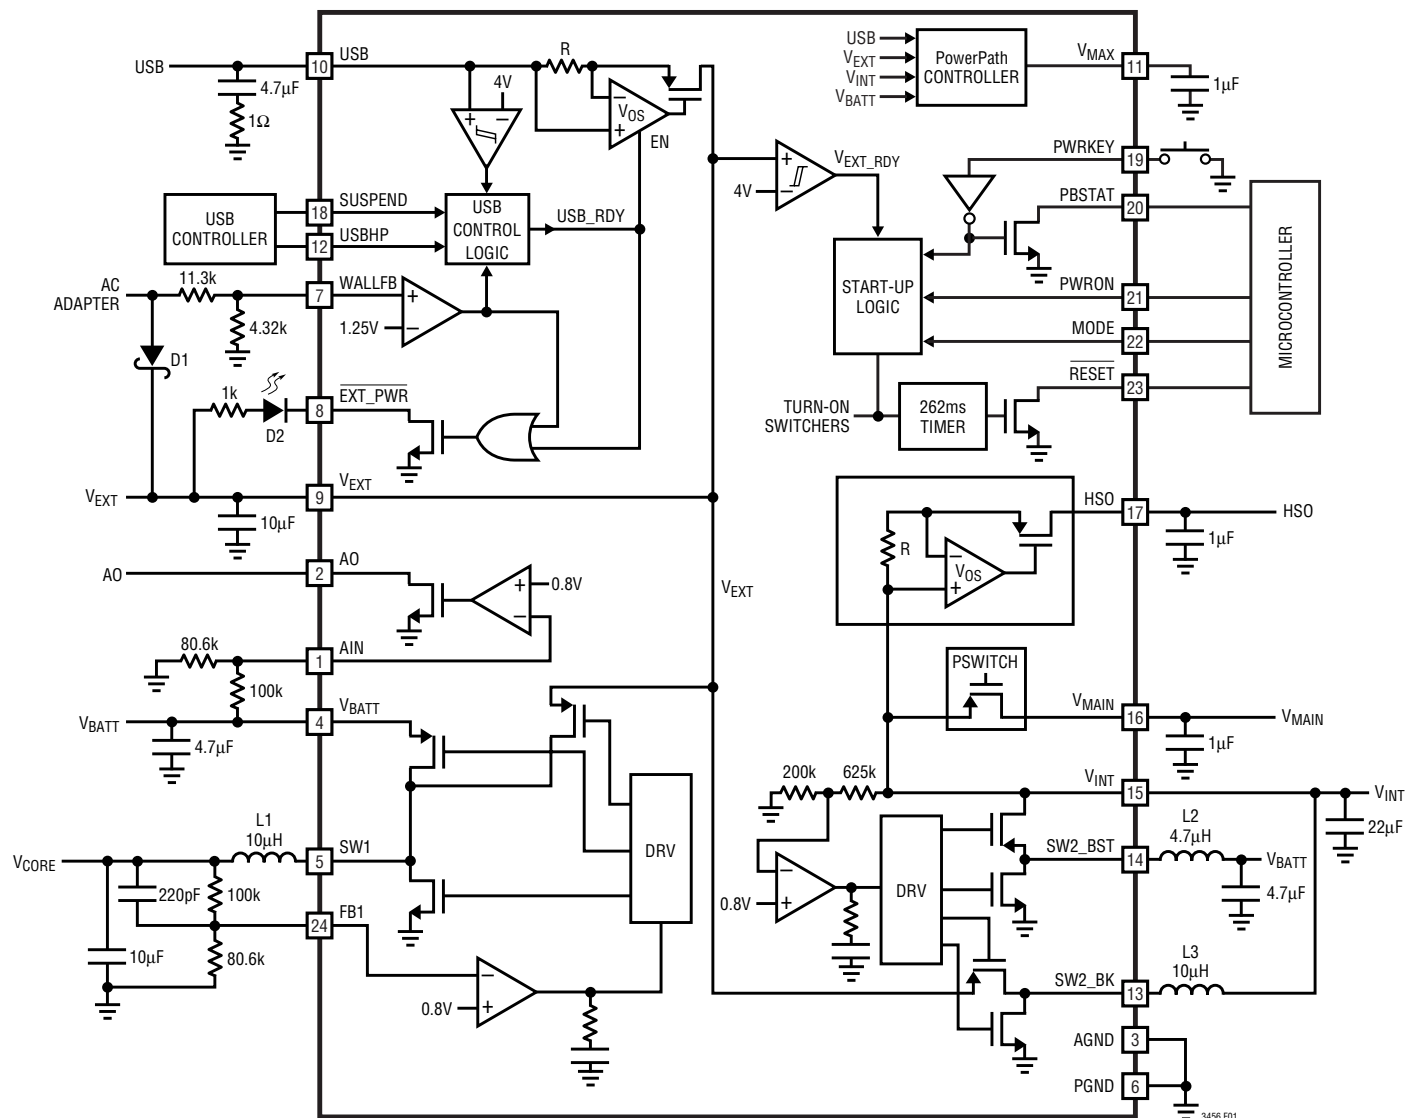 USB
10
USB
4.7µF
1Ω
R
4V
+
−
−
VOS
+
EN
USB
VEXT
VINT
VBATT
PowerPath
CONTROLLER
VMAX
11
1µF
PWRKEY
19
+
4V
−
VEXT_RDY
PBSTAT
20
USB
CONTROLLER
18
SUSPEND
12
USBHP
USB
CONTROL
LOGIC
USB_RDY
START-UP
LOGIC
PWRON
21
MODE
22
RESET
23
MICROCONTROLLER
AC
ADAPTER
11.3k
4.32k
7
WALLFB
+
1.25V
−
D1
1k
D2
8
EXT_PWR
TURN-ON
SWITCHERS
262ms
TIMER
VEXT
9
VEXT
10µF
HSO
17
HSO
1µF
R
−
VOS
+
AO
2
AO
+
0.8V
−
VEXT
80.6k
1
AIN
100k
PSWITCH
VMAIN
16
VMAIN
1µF
VBATT
4
VBATT
4.7µF
200k
625k
VINT
15
VINT
22µF
DRV
L1
10µH
VCORE
5
SW1
220pF
100k
24
FB1
10µF
80.6k
−
0.8V
+
−
0.8V
+
DRV
SW2_BST
14
L2
4.7µH
VBATT
4.7µF
L3
10µH
SW2_BK
13
AGND
3
PGND
6
3456 F01